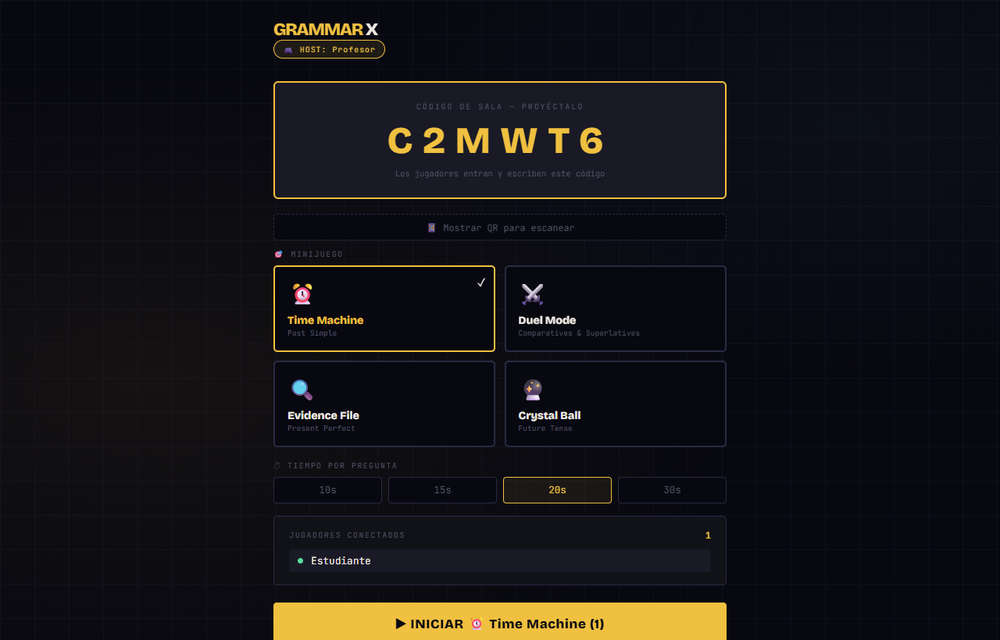 GRAMMAR X
🎮 HOST: Profesor
CÓDIGO DE SALA — PROYÉCTALO
C2MWT6
Los jugadores entran y escriben este código
📱 Mostrar QR para escanear
🎯 MINIJUEGO
⏰ ✓
Time Machine
Past Simple
⚔️
Duel Mode
Comparatives & Superlatives
🔍
Evidence File
Present Perfect
🔮
Crystal Ball
Future Tense
⏱ TIEMPO POR PREGUNTA
10s 15s 20s 30s
JUGADORES CONECTADOS 1
Estudiante
▶ INICIAR ⏰ Time Machine (1)